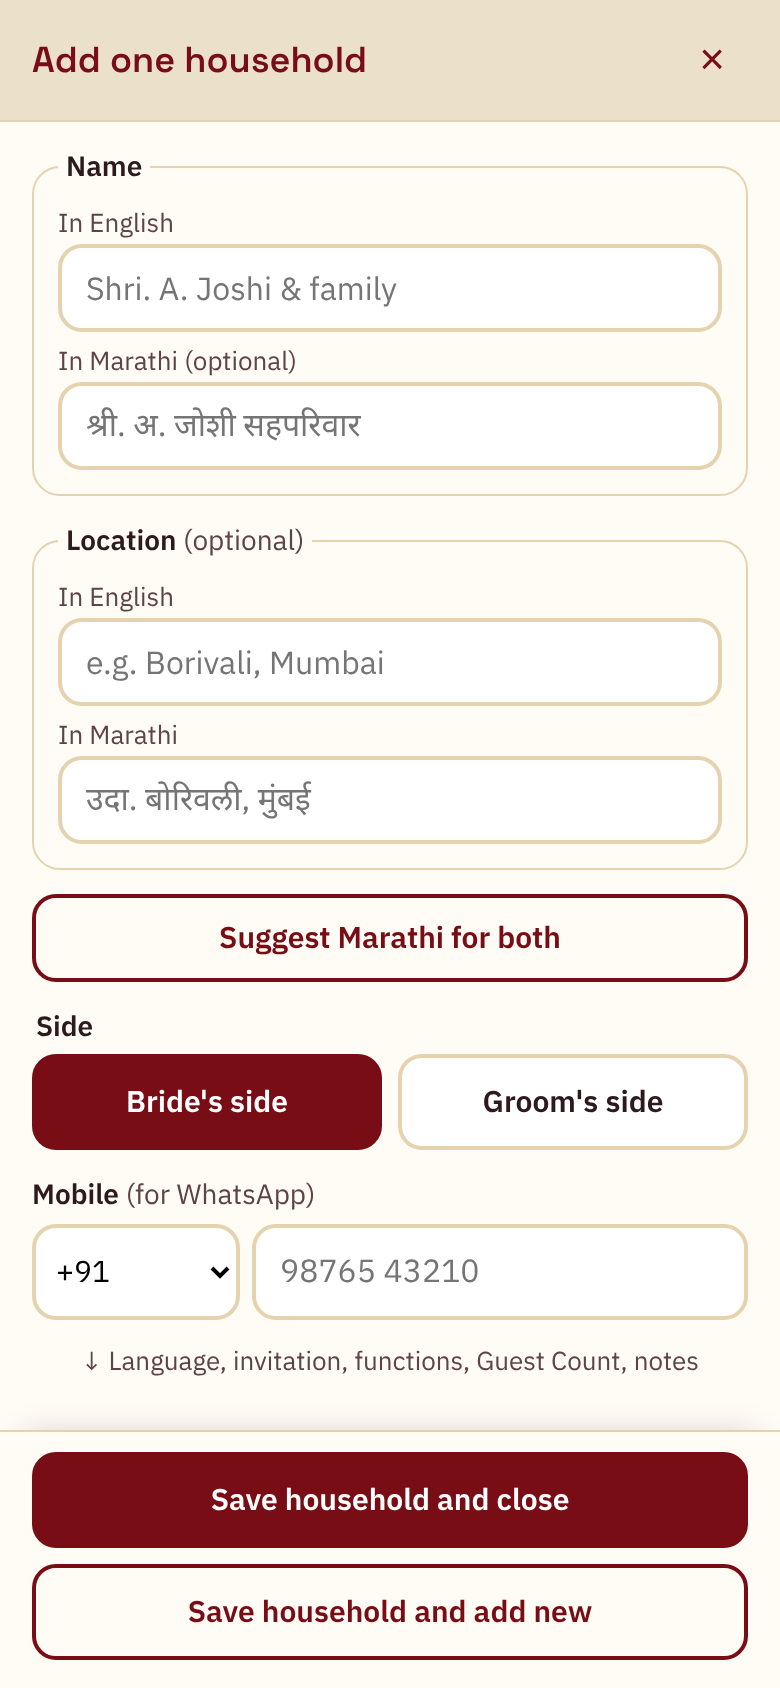 Add one household ×
Name
In English
Shri. A. Joshi & family
In Marathi (optional)
श्री. अ. जोशी सहपरिवार
Location (optional)
In English
e.g. Borivali, Mumbai
In Marathi
उदा. बोरिवली, मुंबई
Suggest Marathi for both
Side
Bride's side Groom's side
Mobile (for WhatsApp)
+91 98765 43210
↓ Language, invitation, functions, Guest Count, notes
Save household and close
Save household and add new